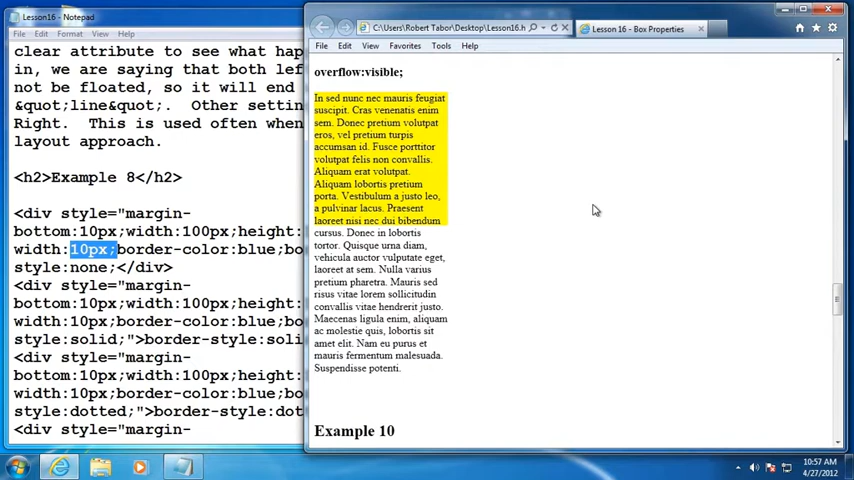 Lesson16 - Notepad
File Edit Format View Help
clear attribute to see what hap
in, we are saying that both lef
not be floated, so it will end
&quot;line&quot;. Other settin
Right. This is used often when
layout approach.
<h2>Example 8</h2>
<div style="margin-
bottom:10px;width:100px;height:
width:10px;border-color:blue;bo
style:none;</div>
<div style="margin-
bottom:10px;width:100px;height:
width:10px;border-color:blue;bo
style:solid;">border-style:soli
<div style="margin-
bottom:10px;width:100px;height:
width:10px;border-color:blue;bo
style:dotted;">border-style:dot
<div style="margin-
C:\Users\Robert Tabor\Desktop\Lesson16.h
Lesson 16 - Box Properties
File Edit View Favorites Tools Help
overflow:visible;
In sed nunc nec mauris feugiat
suscipit. Cras venenatis enim
sem. Donec pretium volutpat
eros, vel pretium turpis
accumsan id. Fusce porttitor
volutpat felis non convallis.
Aliquam erat volutpat.
Aliquam lobortis pretium
porta. Vestibulum a justo leo,
a pulvinar lacus. Praesent
laoreet nisi nec dui bibendum
cursus. Donec in lobortis
tortor. Quisque urna diam,
vehicula auctor vulputate eget,
laoreet at sem. Nulla varius
pretium pharetra. Mauris sed
risus vitae lorem sollicitudin
convallis vitae hendrerit justo.
Maecenas ligula enim, aliquam
ac molestie quis, lobortis sit
amet elit. Nam eu purus et
mauris fermentum malesuada.
Suspendisse potenti.
Example 10
10:57 AM
4/27/2012